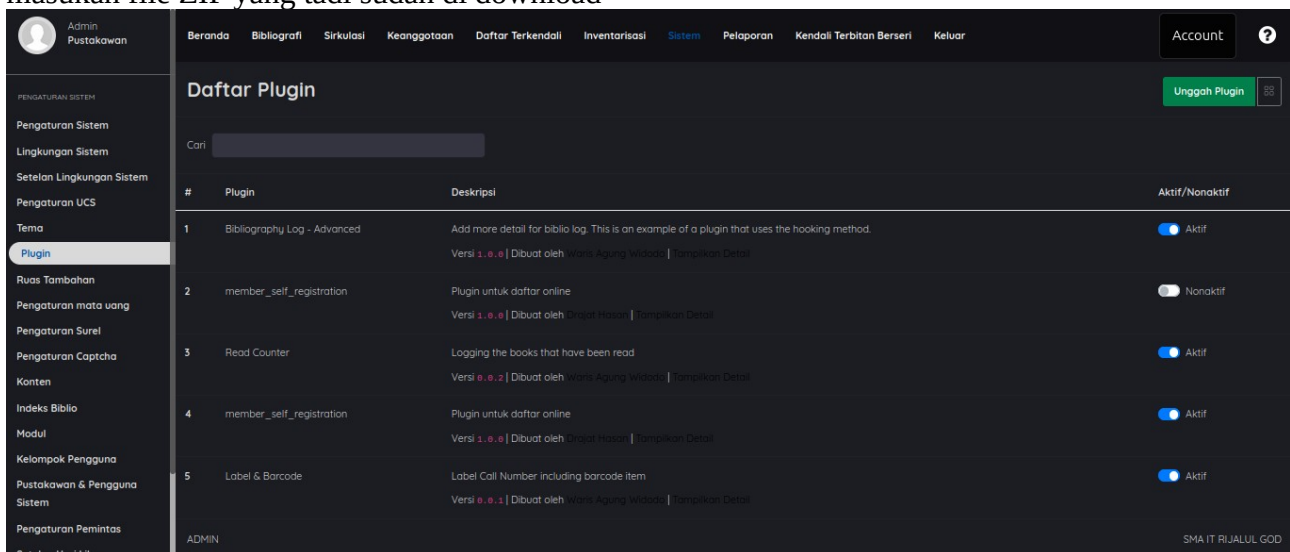 masukan file ZIP yang tadi sudah di download
Admin
Pustakawan
Beranda Bibliografi Sirkulasi Keanggotaan Daftar Terkendali Inventarisasi Sistem Pelaporan Kendali Terbitan Berseri Keluar
Account ?
PENGATURAN SISTEM
Pengaturan Sistem
Lingkungan Sistem
Setelan Lingkungan Sistem
Pengaturan UCS
Tema
Plugin
Ruas Tambahan
Pengaturan mata uang
Pengaturan Surel
Pengaturan Captcha
Konten
Indeks Biblio
Modul
Kelompok Pengguna
Pustakawan & Pengguna
Sistem
Pengaturan Pemintas
Daftar Plugin
Unggah Plugin
Cari
# Plugin Deskripsi Aktif/Nonaktif
1 Bibliography Log - Advanced Add more detail for biblio log. This is an example of a plugin that uses the hooking method. Aktif
Versi 1.0.0 | Dibuat oleh Waris Agung Widodo | Tampilkan Detail
2 member_self_registration Plugin untuk daftar online Nonaktif
Versi 1.0.0 | Dibuat oleh Drajat Hasan | Tampilkan Detail
3 Read Counter Logging the books that have been read Aktif
Versi 0.0.2 | Dibuat oleh Waris Agung Widodo | Tampilkan Detail
4 member_self_registration Plugin untuk daftar online Aktif
Versi 1.0.0 | Dibuat oleh Drajat Hasan | Tampilkan Detail
5 Label & Barcode Label Call Number including barcode item Aktif
Versi 0.0.1 | Dibuat oleh Waris Agung Widodo | Tampilkan Detail
ADMIN SMA IT RIJALUL GOD